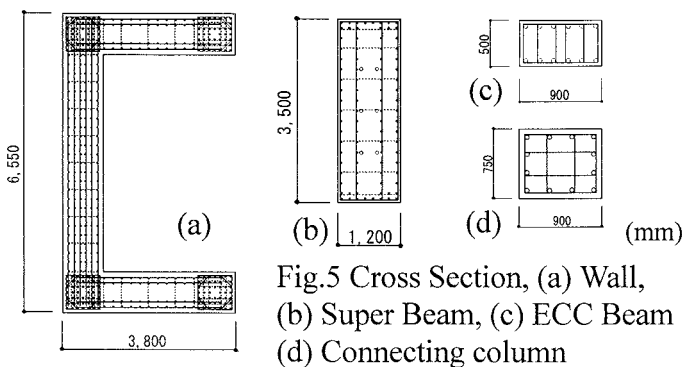 6,550
(a)
3,800
3,500
(b)
1,200
500
(c)
900
750
(d)
900
(mm)
Fig.5 Cross Section, (a) Wall,
(b) Super Beam, (c) ECC Beam
(d) Connecting column